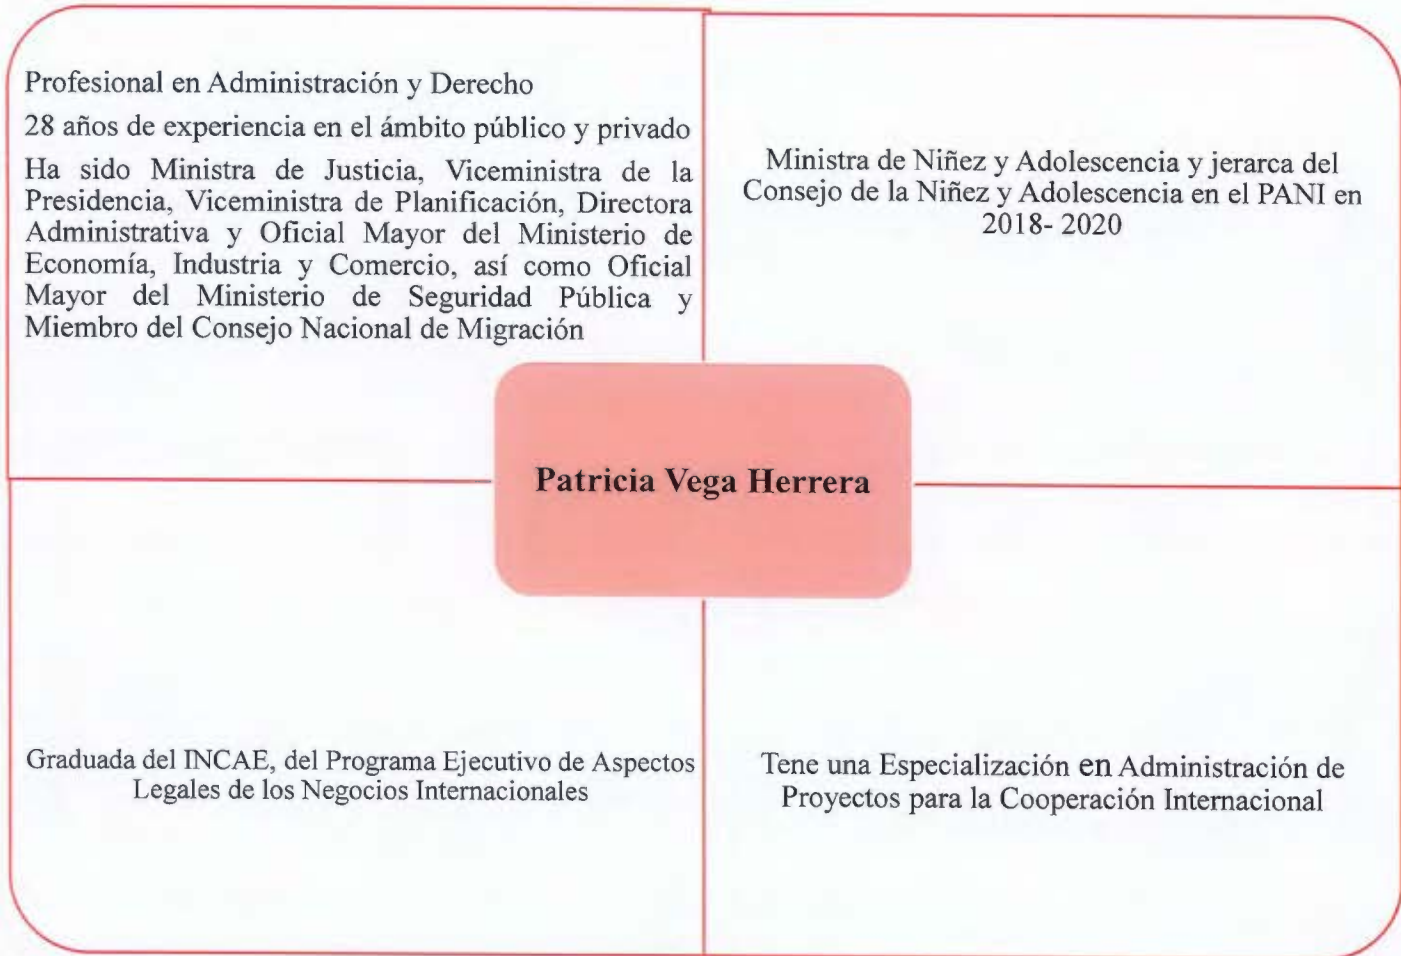 Profesional en Administración y Derecho
28 años de experiencia en el ámbito público y privado
Ha sido Ministra de Justicia, Viceministra de la
Presidencia, Viceministra de Planificación, Directora
Administrativa y Oficial Mayor del Ministerio de
Economía, Industria y Comercio, así como Oficial
Mayor del Ministerio de Seguridad Pública y
Miembro del Consejo Nacional de Migración
Ministra de Niñez y Adolescencia y jerarca del
Consejo de la Niñez y Adolescencia en el PANI en
2018- 2020
Patricia Vega Herrera
Graduada del INCAE, del Programa Ejecutivo de Aspectos
Legales de los Negocios Internacionales
Tene una Especialización en Administración de
Proyectos para la Cooperación Internacional